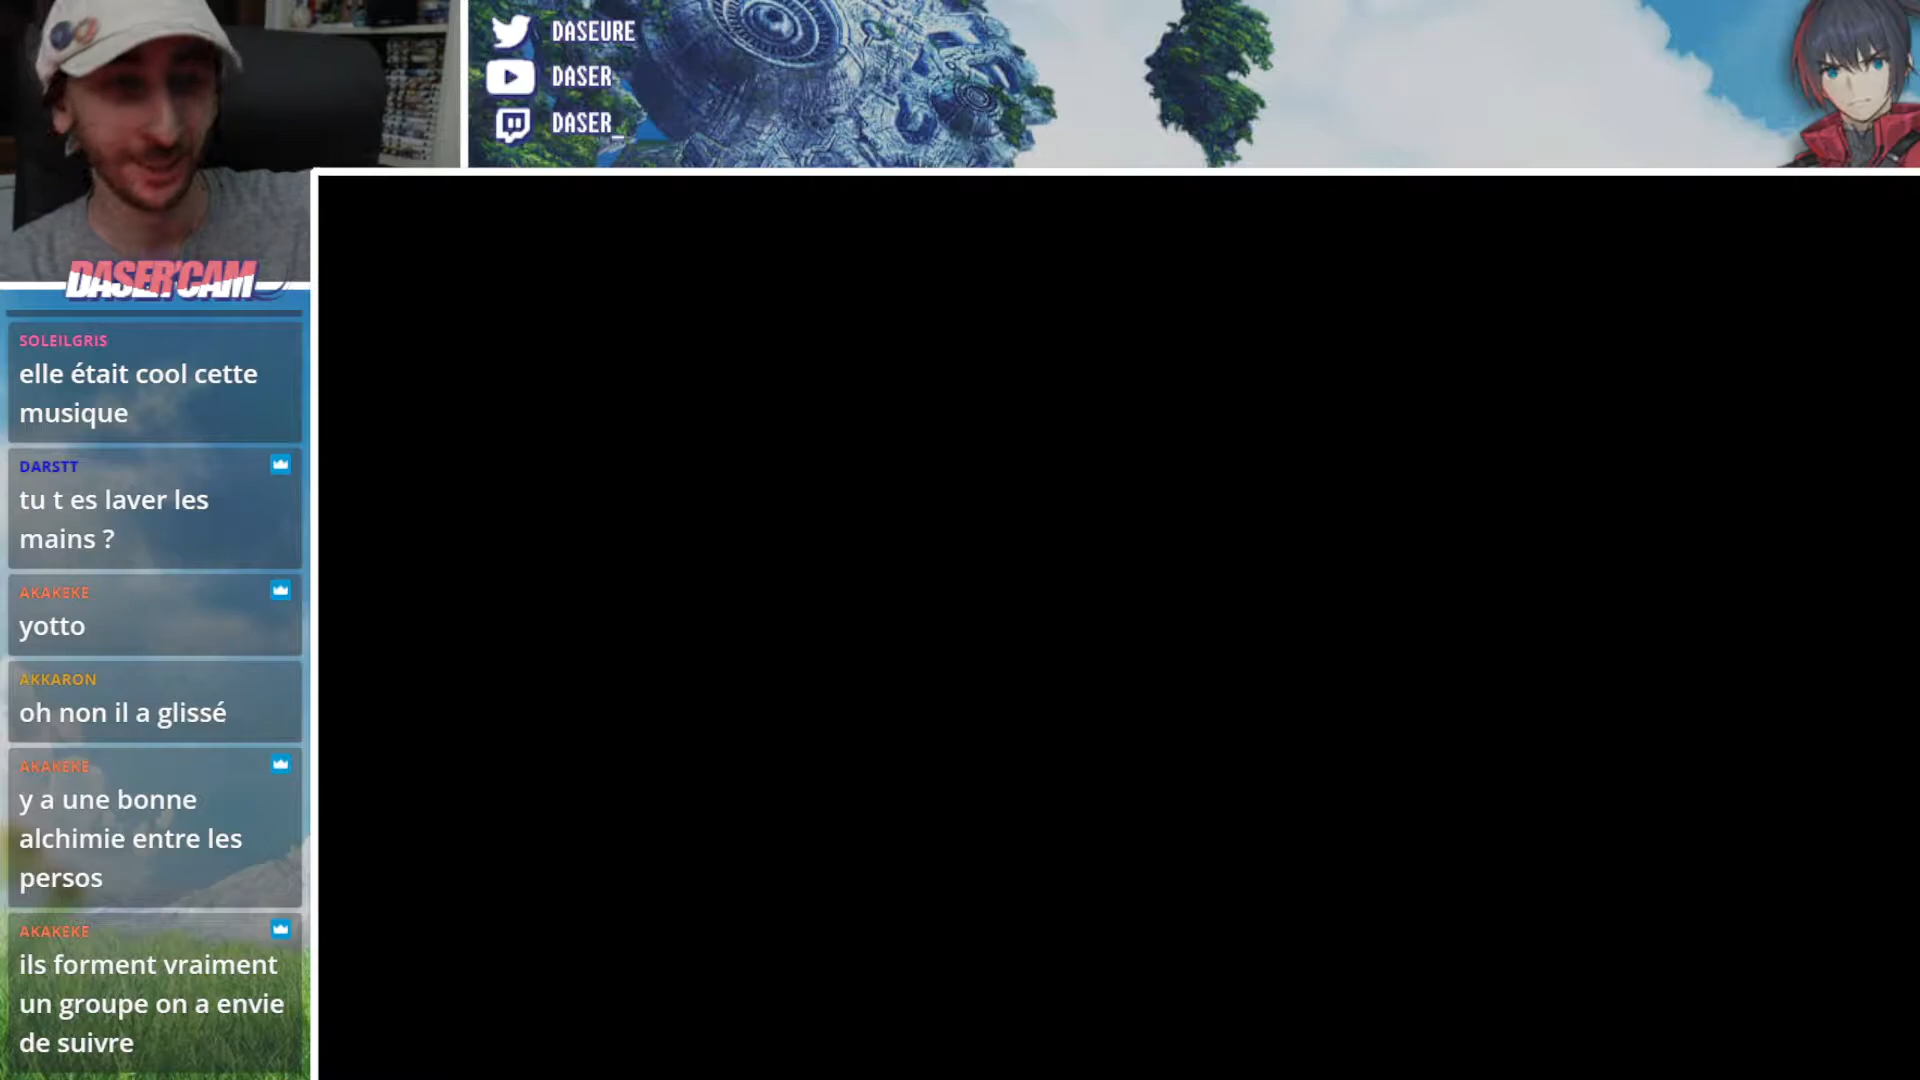 DASEURE
DASER
DASER_
DASER'CAM
SOLEILGRIS
elle était cool cette
musique
DARSTT
tu t es laver les
mains ?
AKAKEKE
yotto
AKKARON
oh non il a glissé
AKAKEKE
y a une bonne
alchimie entre les
persos
AKAKEKE
ils forment vraiment
un groupe on a envie
de suivre